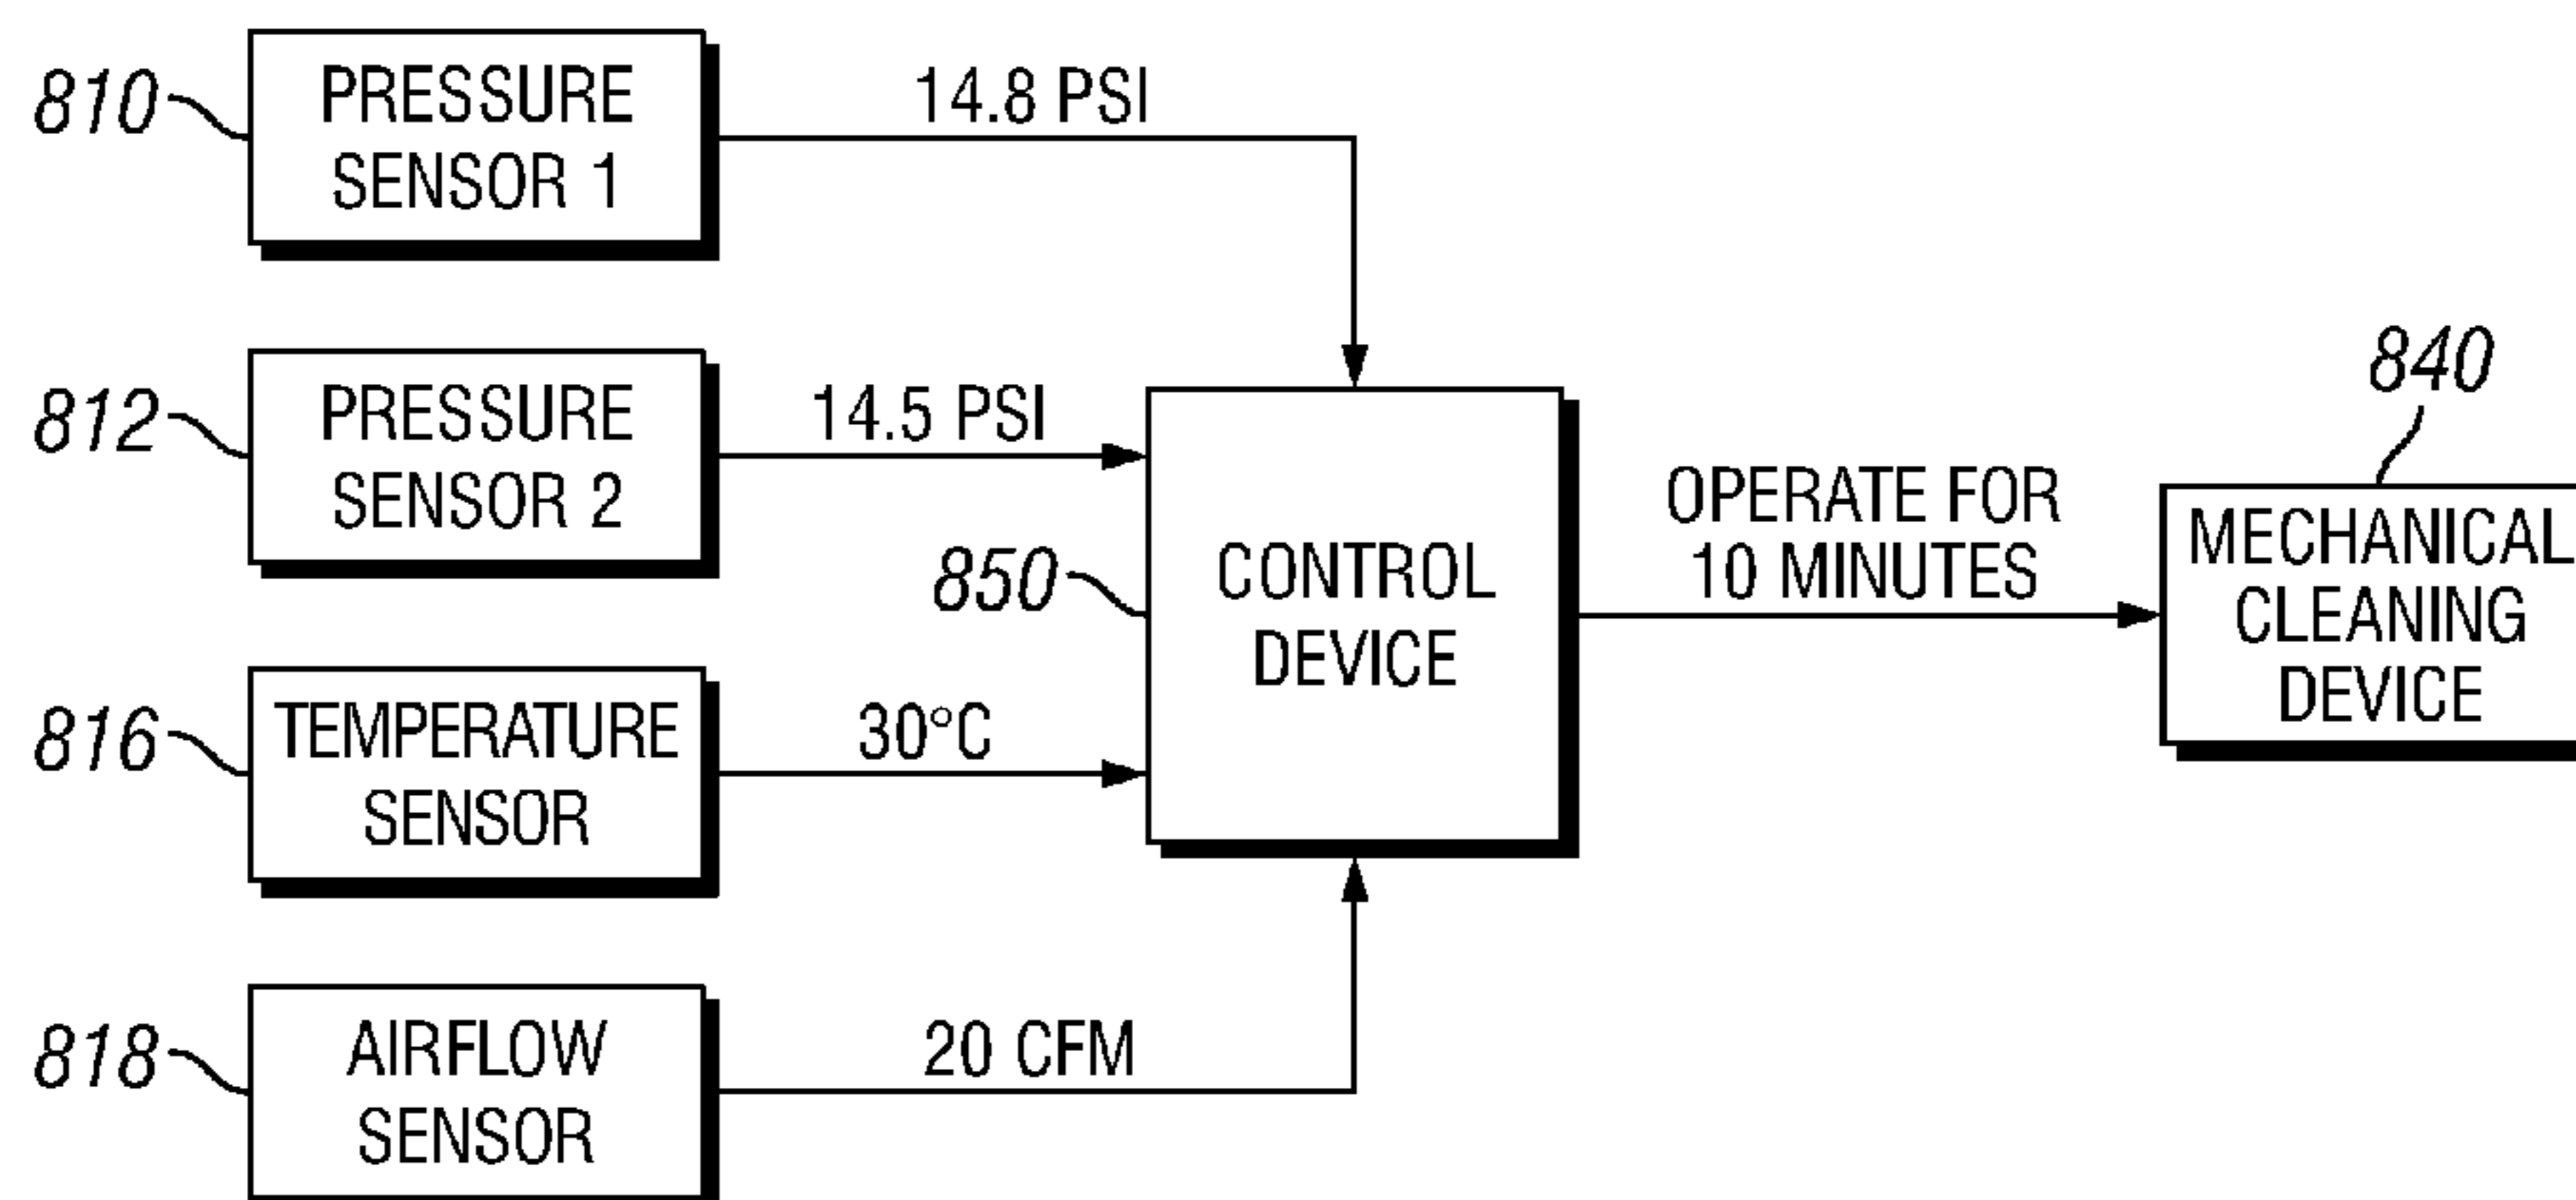 810
PRESSURE
SENSOR 1
14.8 PSI
812
PRESSURE
SENSOR 2
14.5 PSI
850
CONTROL
DEVICE
OPERATE FOR
10 MINUTES
840
MECHANICAL
CLEANING
DEVICE
816
TEMPERATURE
SENSOR
30°C
818
AIRFLOW
SENSOR
20 CFM